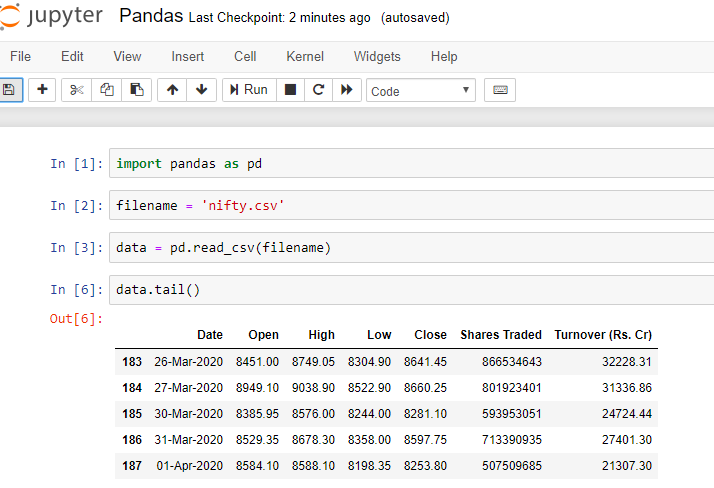 jupyter Pandas Last Checkpoint: 2 minutes ago (autosaved)
File Edit View Insert Cell Kernel Widgets Help
Run Code
In [1]: import pandas as pd
In [2]: filename = 'nifty.csv'
In [3]: data = pd.read_csv(filename)
In [6]: data.tail()
Out[6]:
Date Open High Low Close Shares Traded Turnover (Rs. Cr)
183 26-Mar-2020 8451.00 8749.05 8304.90 8641.45 866534643 32228.31
184 27-Mar-2020 8949.10 9038.90 8522.90 8660.25 801923401 31336.86
185 30-Mar-2020 8385.95 8576.00 8244.00 8281.10 593953051 24724.44
186 31-Mar-2020 8529.35 8678.30 8358.00 8597.75 713390935 27401.30
187 01-Apr-2020 8584.10 8588.10 8198.35 8253.80 507509685 21307.30